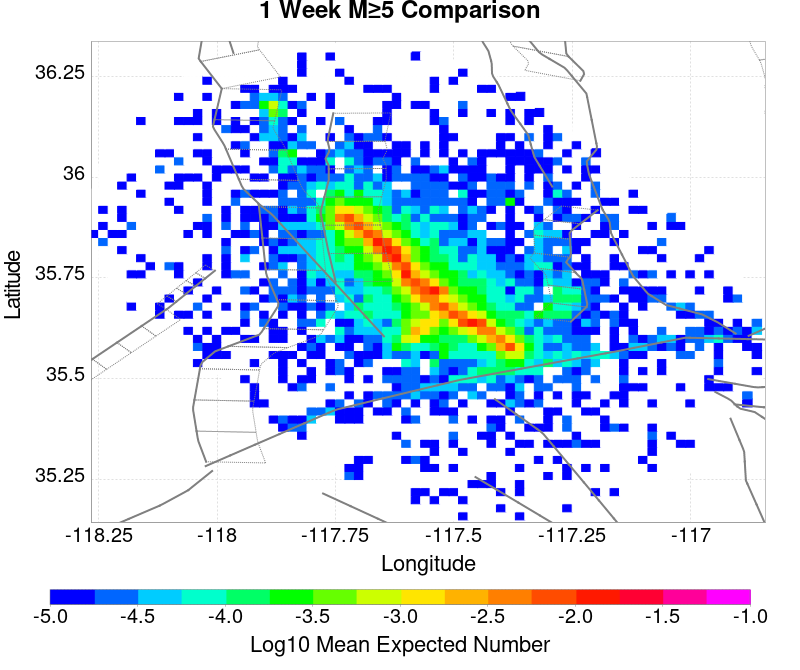 1 Week M≥5 Comparison
36.25
36
35.75
35.5
35.25
Latitude
-118.25 -118 -117.75 -117.5 -117.25 -117
Longitude
-5.0 -4.5 -4.0 -3.5 -3.0 -2.5 -2.0 -1.5 -1.0
Log10 Mean Expected Number